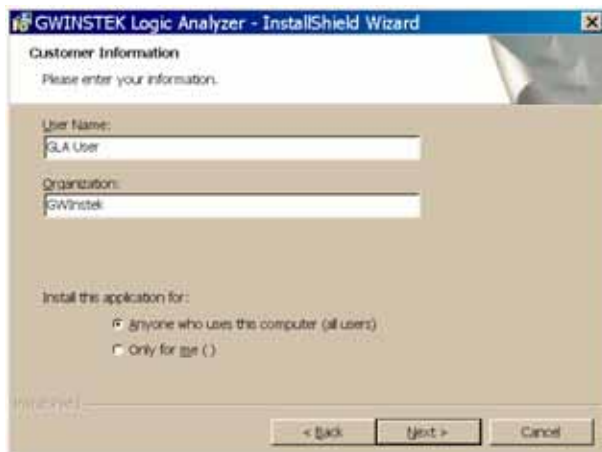 GWINSTEK Logic Analyzer - InstallShield Wizard
Customer Information
Please enter your information.
User Name:
GLA User
Organization:
GWInstek
Install this application for:
Anyone who uses this computer (all users)
Only for me ( )
InstallShield
< Back
Next >
Cancel